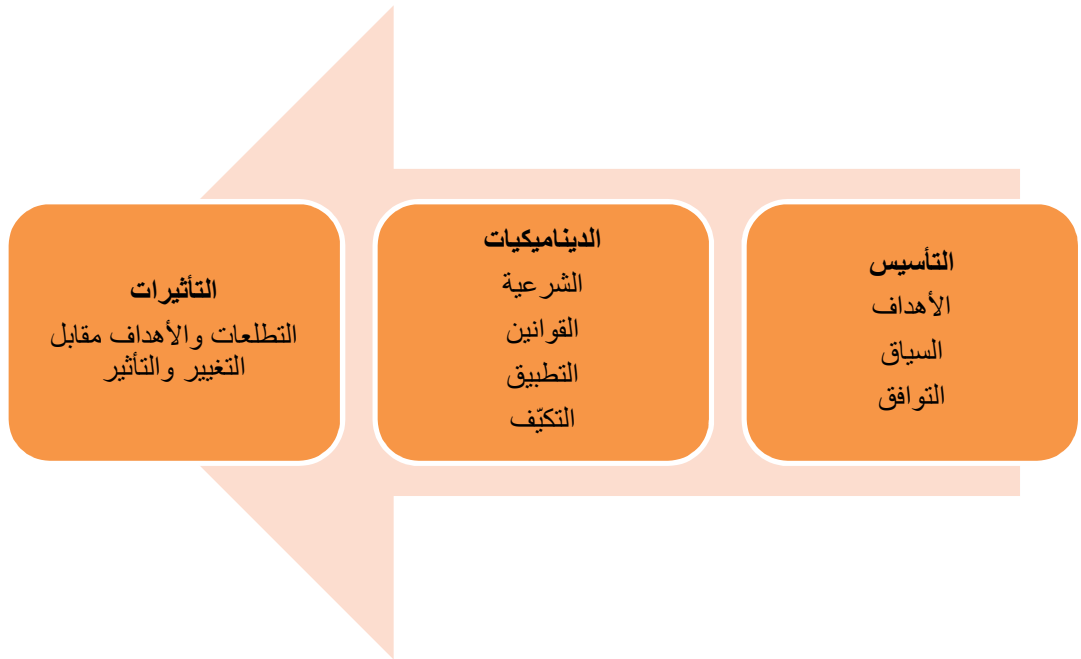 التأسيس
الأهداف
السياق
التوافق
الديناميكيات
الشرعية
القوانين
التطبيق
التكيّف
التأثيرات
التطلعات والأهداف مقابل
التغيير والتأثير